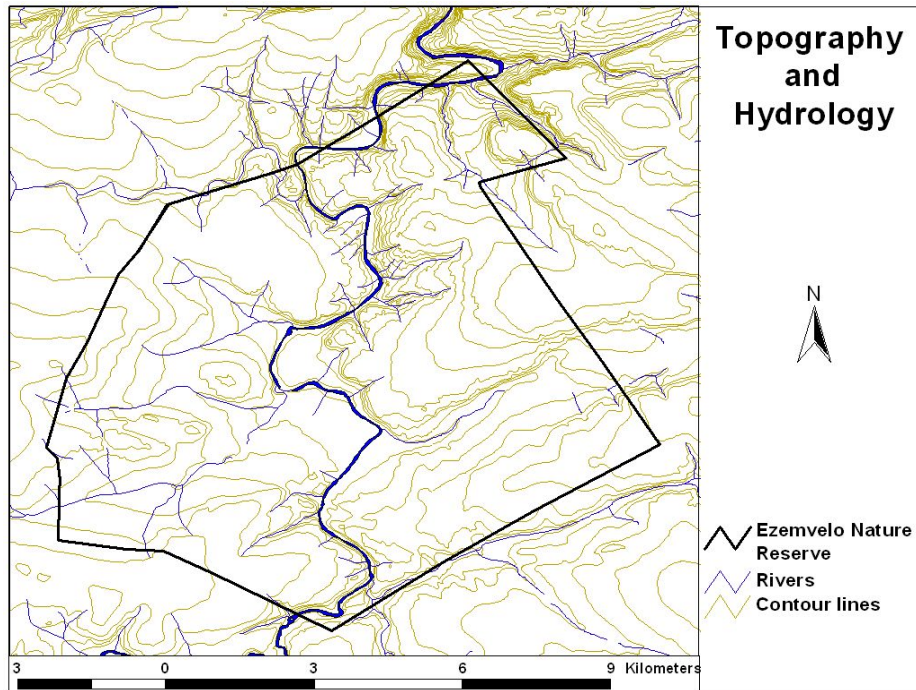 Topography
and
Hydrology
N
Ezemvelo Nature
Reserve
Rivers
Contour lines
3 0 3 6 9 Kilometers